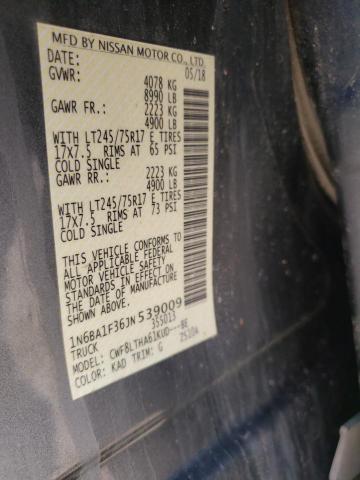 MFD BY NISSAN MOTOR CO., LTD.
DATE: 05/18
GVWR: 4078 KG
8990 LB
GAWR FR.: 2223 KG
4900 LB
WITH LT245/75R17 E TIRES
17X7.5 RIMS AT 65 PSI
COLD SINGLE
GAWR RR.: 2223 KG
4900 LB
WITH LT245/75R17 E TIRES
17X7.5 RIMS AT 73 PSI
COLD SINGLE
THIS VEHICLE CONFORMS TO
ALL APPLICABLE FEDERAL
MOTOR VEHICLE SAFETY
STANDARDS IN EFFECT ON
THE DATE OF MANUFACTURE
SHOWN ABOVE.
1N6BA1F36JN539009
TRUCK 355013
MODEL: CWF8LTHA61KUD---BE
COLOR: KAD TRIM: G 25104